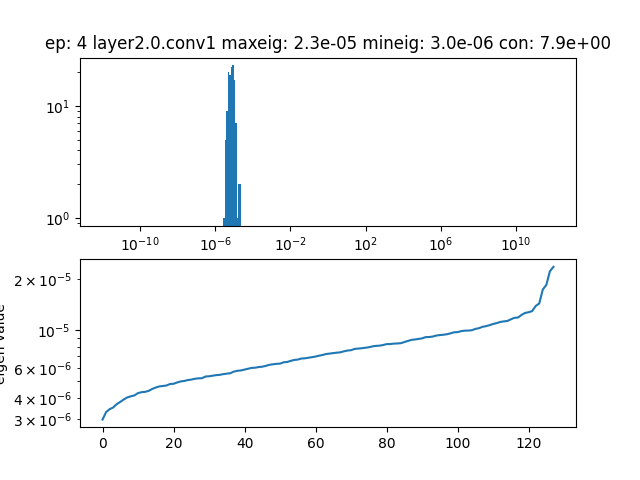 ep: 4 layer2.0.conv1 maxeig: 2.3e-05 mineig: 3.0e-06 con: 7.9e+00
10¹
10⁰
10⁻¹⁰ 10⁻⁶ 10⁻² 10² 10⁶ 10¹⁰
2 × 10⁻⁵
10⁻⁵
6 × 10⁻⁶
4 × 10⁻⁶
3 × 10⁻⁶
eigen value
0 20 40 60 80 100 120